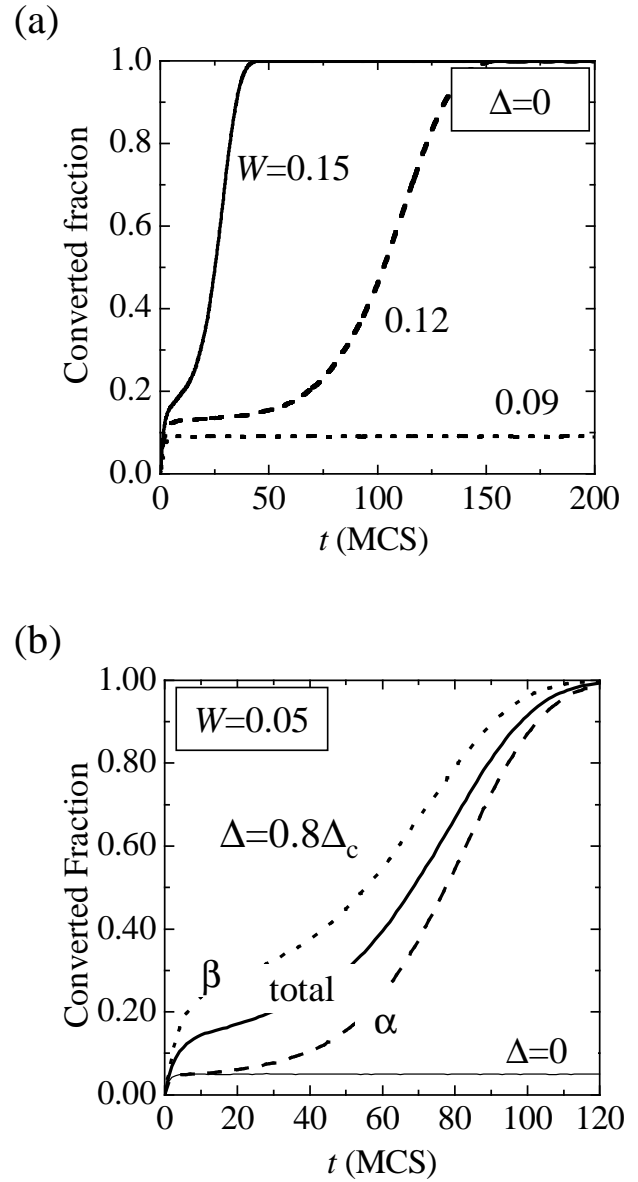 (a)
1.0
0.8
0.6
0.4
0.2
0.0
Converted fraction
Δ=0
W=0.15
0.12
0.09
0 50 100 150 200
t (MCS)
(b)
1.00
0.80
0.60
0.40
0.20
0.00
Converted Fraction
W=0.05
Δ=0.8Δc
β
total
α
Δ=0
0 20 40 60 80 100 120
t (MCS)